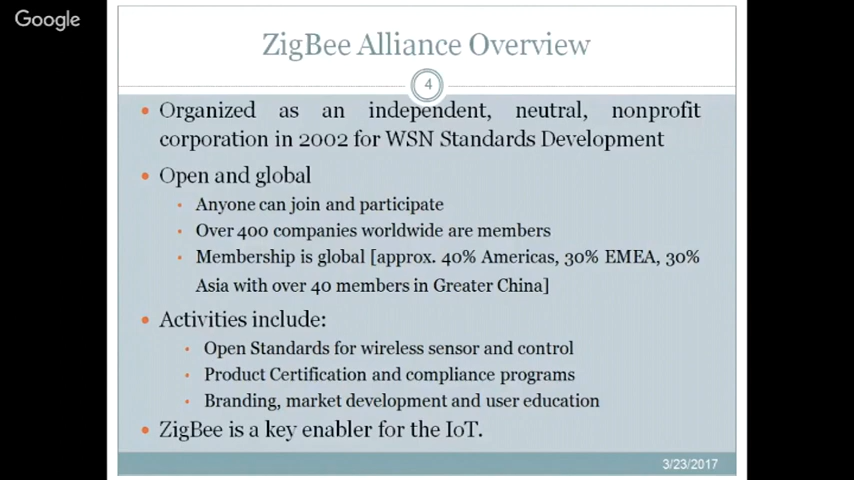 Google
ZigBee Alliance Overview
4
• Organized as an independent, neutral, nonprofit
corporation in 2002 for WSN Standards Development
• Open and global
• Anyone can join and participate
• Over 400 companies worldwide are members
• Membership is global [approx. 40% Americas, 30% EMEA, 30%
Asia with over 40 members in Greater China]
• Activities include:
• Open Standards for wireless sensor and control
• Product Certification and compliance programs
• Branding, market development and user education
• ZigBee is a key enabler for the IoT.
3/23/2017